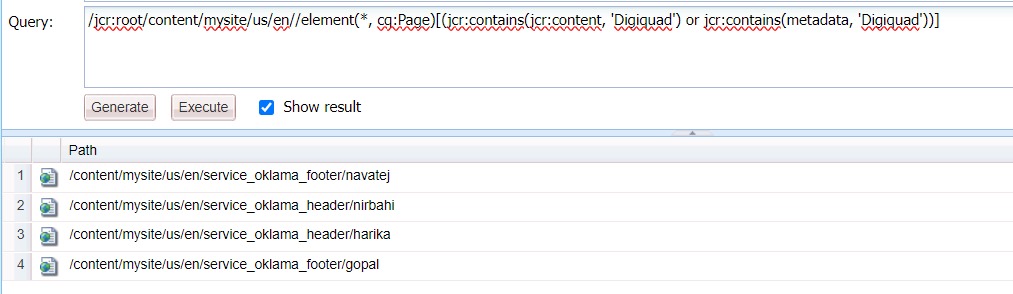 Query:
/jcr:root/content/mysite/us/en//element(*, cq:Page)[(jcr:contains(jcr:content, 'Digiquad') or jcr:contains(metadata, 'Digiquad'))]
Generate Execute Show result
Path
1 /content/mysite/us/en/service_oklama_footer/navatej
2 /content/mysite/us/en/service_oklama_header/nirbahi
3 /content/mysite/us/en/service_oklama_header/harika
4 /content/mysite/us/en/service_oklama_footer/gopal